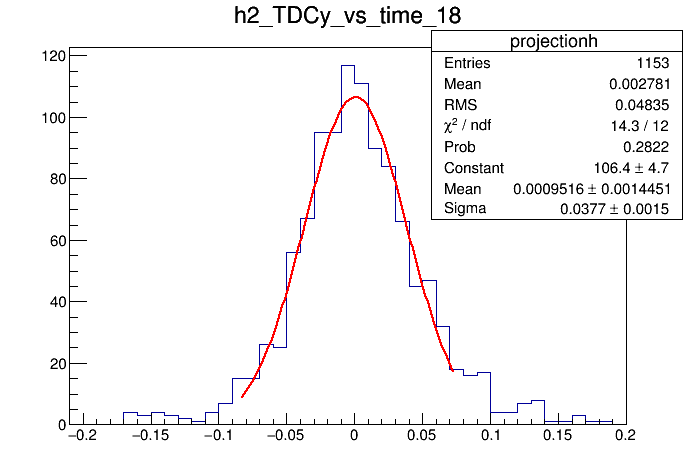 h2_TDCy_vs_time_18
projectionh
Entries 1153
Mean 0.002781
RMS 0.04835
χ² / ndf 14.3 / 12
Prob 0.2822
Constant 106.4 ± 4.7
Mean 0.0009516 ± 0.0014451
Sigma 0.0377 ± 0.0015
120
100
80
60
40
20
0
−0.2 −0.15 −0.1 −0.05 0 0.05 0.1 0.15 0.2